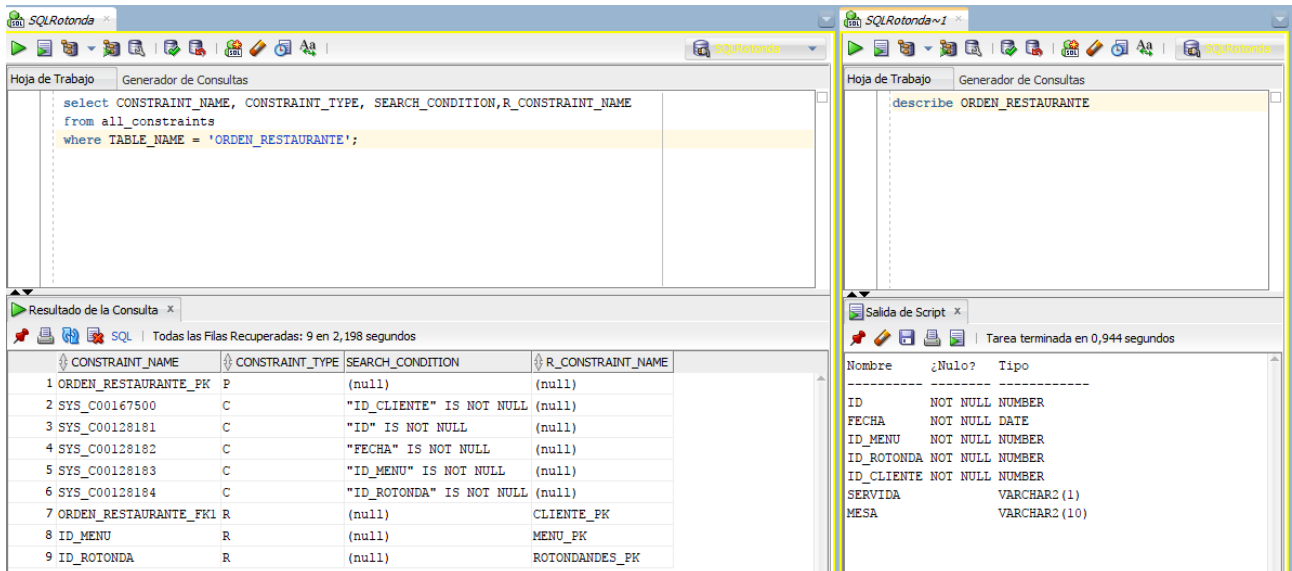 SQLRotonda
SQLRotonda
Hoja de Trabajo Generador de Consultas
select CONSTRAINT_NAME, CONSTRAINT_TYPE, SEARCH_CONDITION,R_CONSTRAINT_NAME
from all_constraints
where TABLE_NAME = 'ORDEN_RESTAURANTE';
Resultado de la Consulta x
SQL | Todas las Filas Recuperadas: 9 en 2,198 segundos
CONSTRAINT_NAME CONSTRAINT_TYPE SEARCH_CONDITION R_CONSTRAINT_NAME
1 ORDEN_RESTAURANTE_PK P (null) (null)
2 SYS_C00167500 C "ID_CLIENTE" IS NOT NULL (null)
3 SYS_C00128181 C "ID" IS NOT NULL (null)
4 SYS_C00128182 C "FECHA" IS NOT NULL (null)
5 SYS_C00128183 C "ID_MENU" IS NOT NULL (null)
6 SYS_C00128184 C "ID_ROTONDA" IS NOT NULL (null)
7 ORDEN_RESTAURANTE_FK1 R (null) CLIENTE_PK
8 ID_MENU R (null) MENU_PK
9 ID_ROTONDA R (null) ROTONDANDES_PK
SQLRotonda~1
SQLRotonda
Hoja de Trabajo Generador de Consultas
describe ORDEN_RESTAURANTE
Salida de Script x
Tarea terminada en 0,944 segundos
Nombre ¿Nulo? Tipo
---------- -------- ------------
ID NOT NULL NUMBER
FECHA NOT NULL DATE
ID_MENU NOT NULL NUMBER
ID_ROTONDA NOT NULL NUMBER
ID_CLIENTE NOT NULL NUMBER
SERVIDA VARCHAR2(1)
MESA VARCHAR2(10)